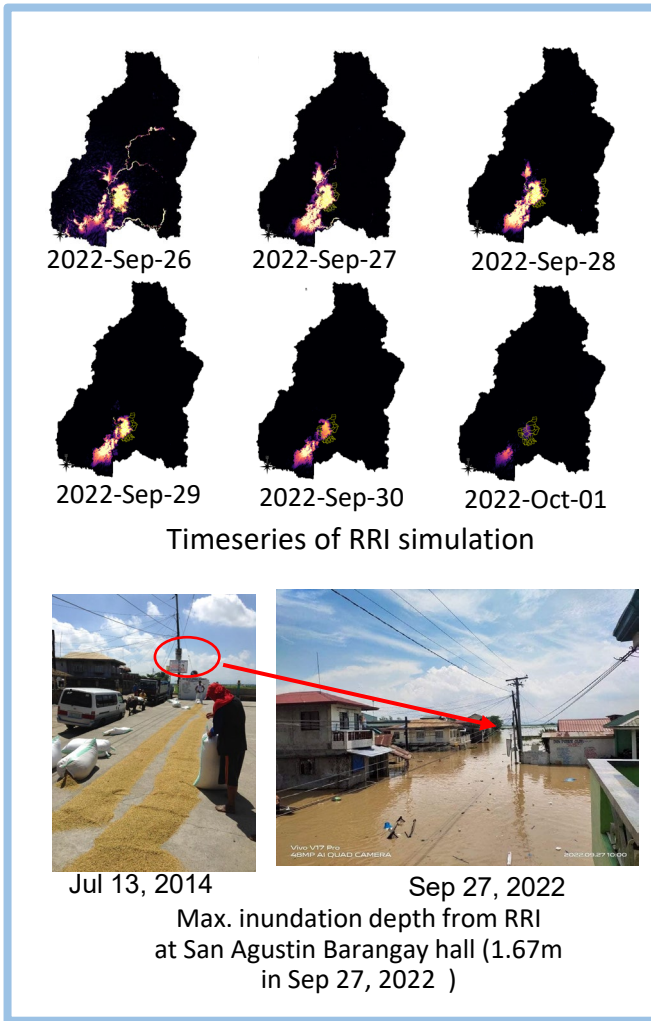 2022-Sep-26
2022-Sep-27
2022-Sep-28
2022-Sep-29
2022-Sep-30
2022-Oct-01
Timeseries of RRI simulation
Vivo V17 Pro
48MP AI QUAD CAMERA
2022.09.27 10:00
Jul 13, 2014
Sep 27, 2022
Max. inundation depth from RRI
at San Agustin Barangay hall (1.67m
in Sep 27, 2022 )